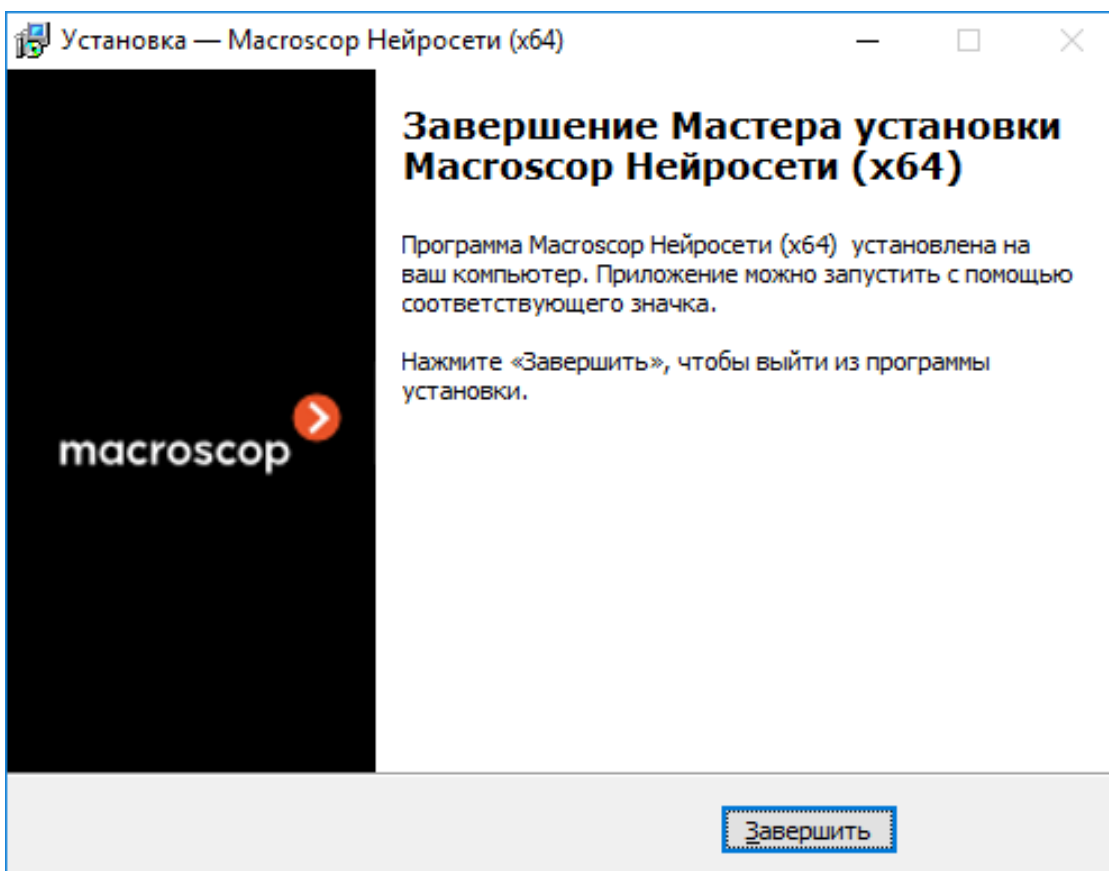 Установка — Macroscop Нейросети (x64)
Завершение Мастера установки
Macroscop Нейросети (x64)
Программа Macroscop Нейросети (x64)  установлена на
ваш компьютер. Приложение можно запустить с помощью
соответствующего значка.
Нажмите «Завершить», чтобы выйти из программы
установки.
macroscop
Завершить